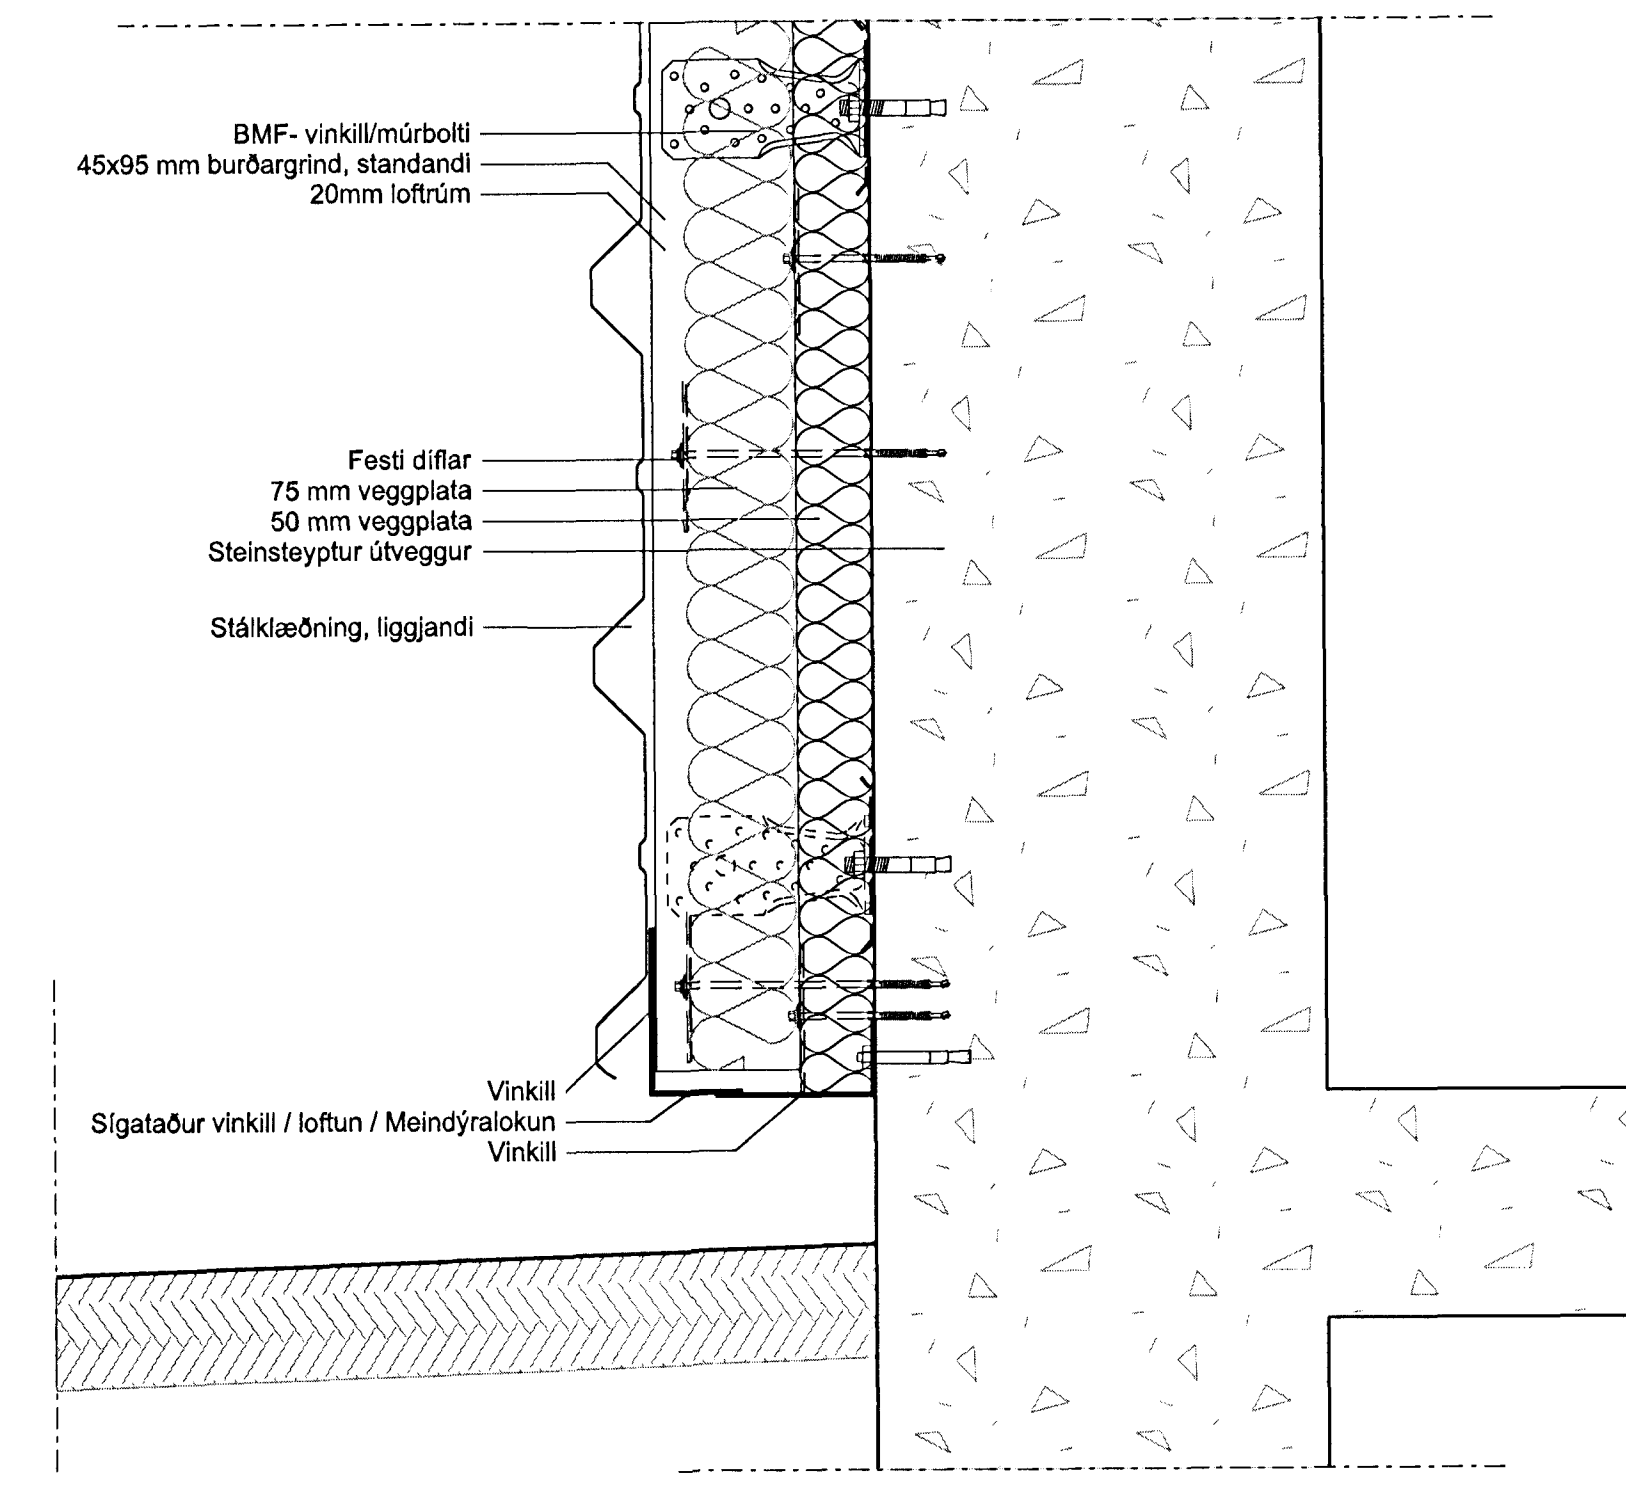 BMF- vinkill/múrbolti
45x95 mm burðargrind, standandi
20mm loftrúm
Festi díflar
75 mm veggplata
50 mm veggplata
Steinsteyptur útveggur
Stálklæðning, liggjandi
Vinkill
Sígataður vinkill / loftun / Meindýralokun
Vinkill